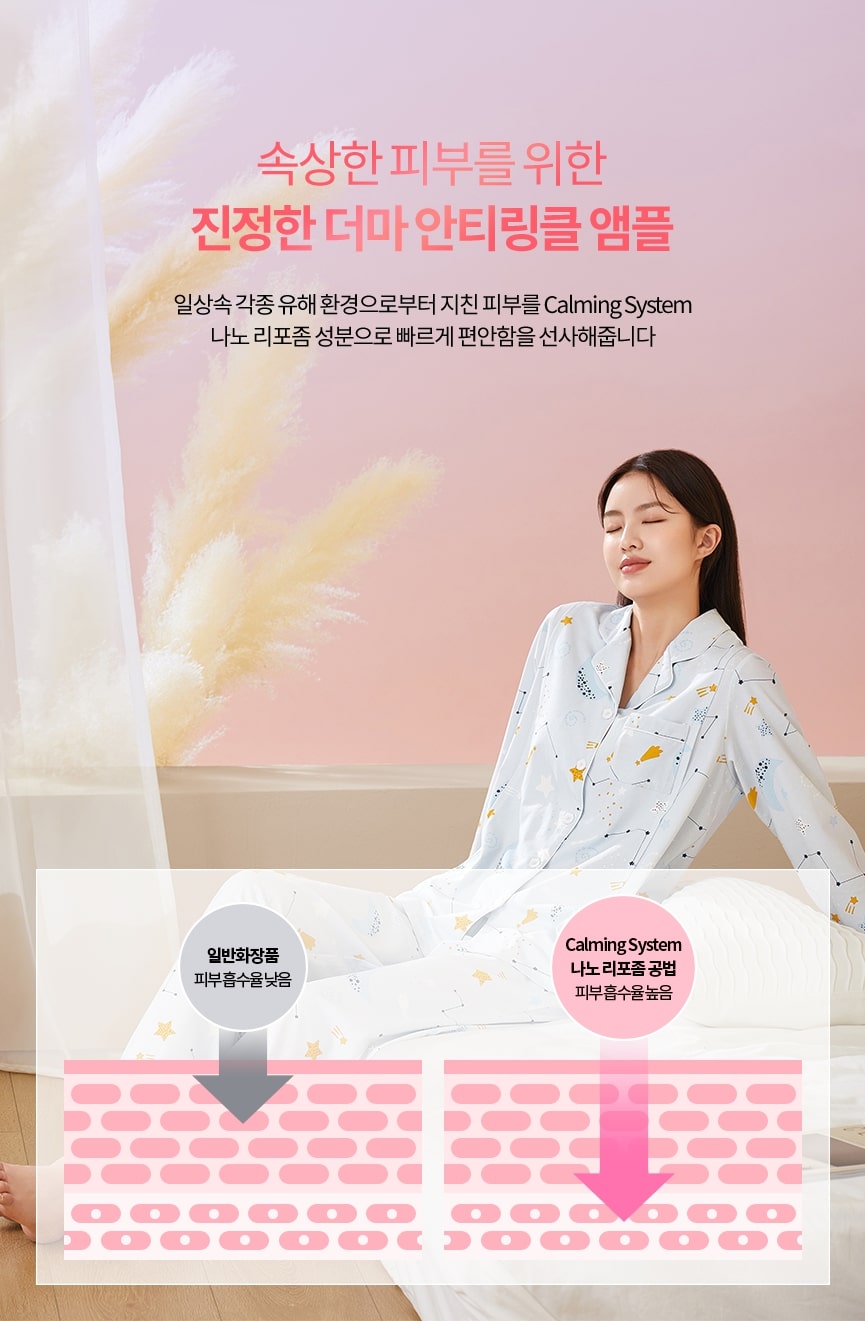 속상한 피부를 위한
진정한 더마 안티링클 앰플
일상속 각종 유해 환경으로부터 지친 피부를 Calming System
나노 리포좀 성분으로 빠르게 편안함을 선사해줍니다
일반화장품
피부 흡수율 낮음
Calming System
나노 리포좀 공법
피부 흡수율 높음